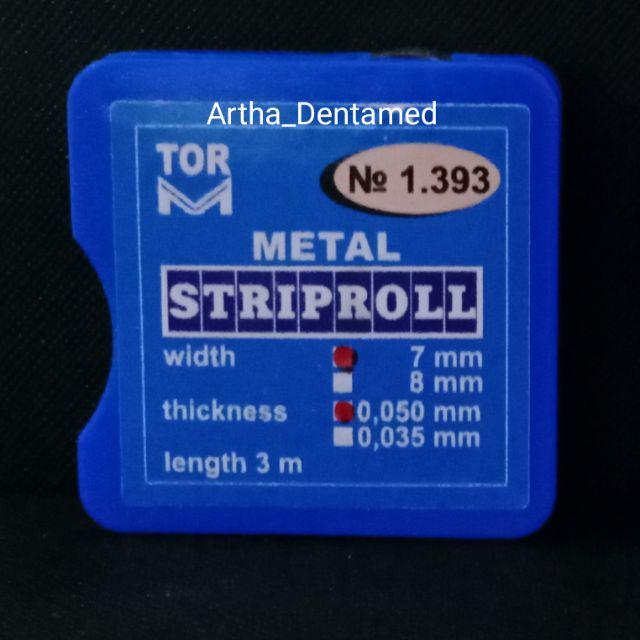 Artha_Dentamed
TOR
M
№ 1.393
METAL
STRIPROLL
width 7 mm
8 mm
thickness 0,050 mm
0,035 mm
length 3 m